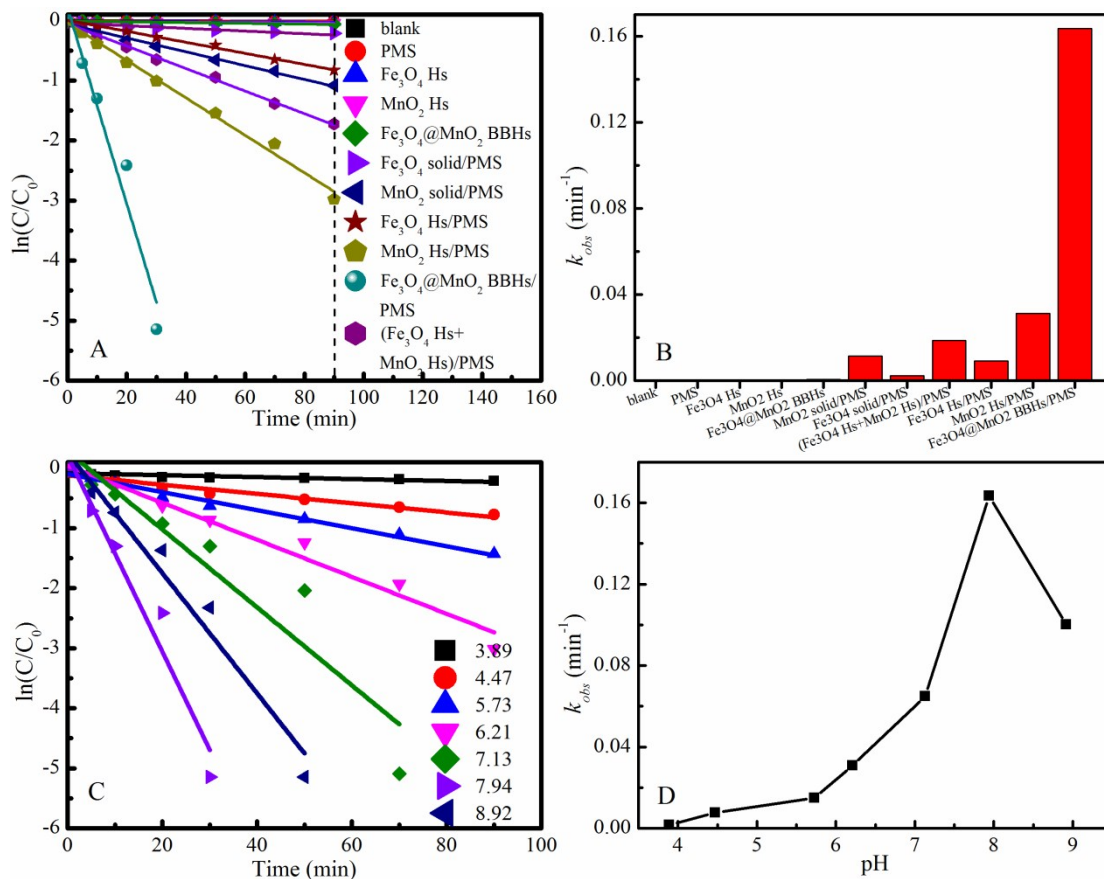 0
-1
-2
-3
-4
-5
-6
ln(C/C₀)
0 20 40 60 80 100 120 140 160
Time (min)
A
blank
PMS
Fe₃O₄ Hs
MnO₂ Hs
Fe₃O₄@MnO₂ BBHs
Fe₃O₄ solid/PMS
MnO₂ solid/PMS
Fe₃O₄ Hs/PMS
MnO₂ Hs/PMS
Fe₃O₄@MnO₂ BBHs/
PMS
(Fe₃O₄ Hs+
MnO₂ Hs)/PMS
0.16
0.12
0.08
0.04
0.00
k_obs (min⁻¹)
B
blank
PMS
Fe3O4 Hs
MnO2 Hs
Fe3O4@MnO2 BBHs
MnO2 solid/PMS
Fe3O4 solid/PMS
(Fe3O4 Hs+MnO2 Hs)/PMS
Fe3O4 Hs/PMS
MnO2 Hs/PMS
Fe3O4@MnO2 BBHs/PMS
0
-1
-2
-3
-4
-5
-6
ln(C/C₀)
0 20 40 60 80 100
Time (min)
C
3.89
4.47
5.73
6.21
7.13
7.94
8.92
0.16
0.12
0.08
0.04
0.00
k_obs (min⁻¹)
4 5 6 7 8 9
pH
D